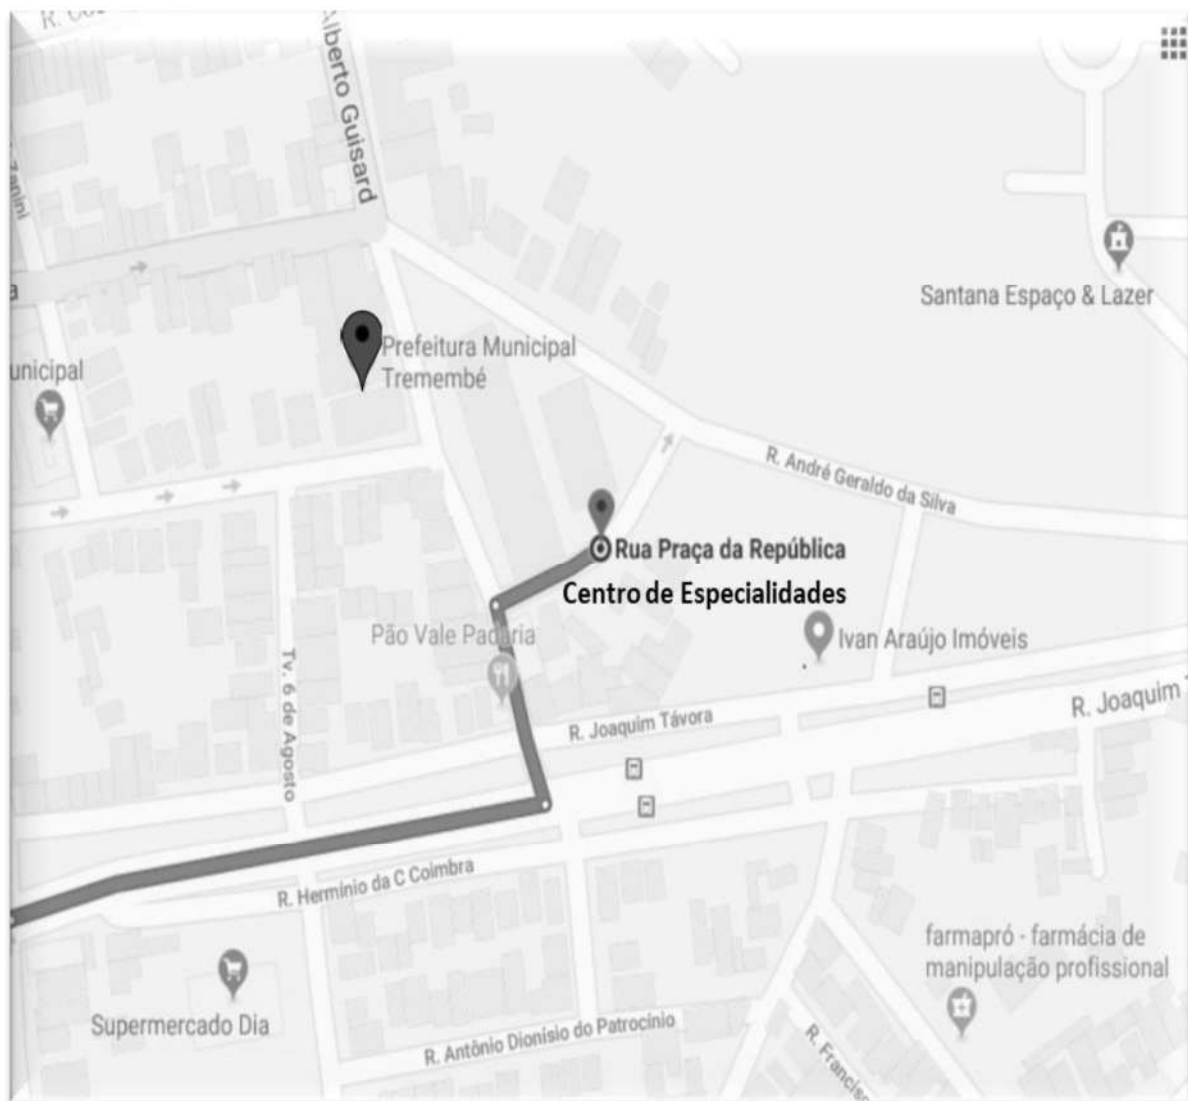 Alberto Guisard
Zanini
Santana Espaço & Lazer
Prefeitura Municipal
Tremembé
unicipal
R. André Geraldo da Silva
Rua Praça da República
Centro de Especialidades
Pão Vale Padaria
Ivan Araújo Imóveis
Tv. 6 de Agosto
R. Joaquim Távora
R. Joaquim
R. Hermínio da C Coimbra
farmapró - farmácia de
manipulação profissional
Supermercado Dia
R. Antônio Dionísio do Patrocínio
R. Francisc